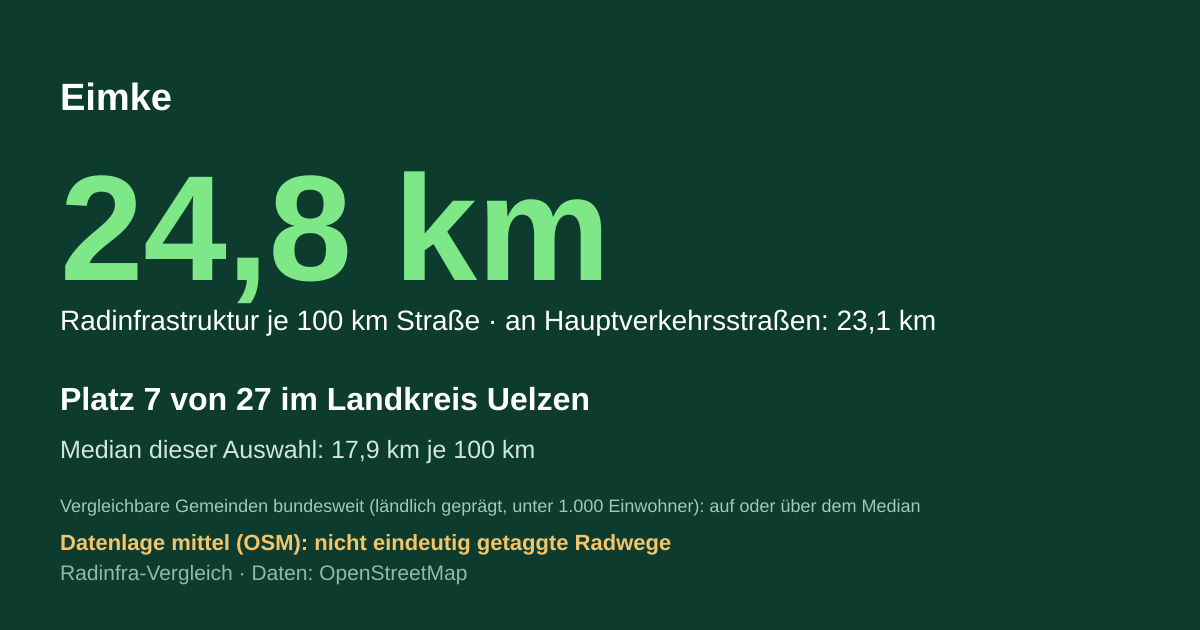 Eimke
24,8 km
Radinfrastruktur je 100 km Straße · an Hauptverkehrsstraßen: 23,1 km
Platz 7 von 27 im Landkreis Uelzen
Median dieser Auswahl: 17,9 km je 100 km
Vergleichbare Gemeinden bundesweit (ländlich geprägt, unter 1.000 Einwohner): auf oder über dem Median
Datenlage mittel (OSM): nicht eindeutig getaggte Radwege
Radinfra-Vergleich · Daten: OpenStreetMap